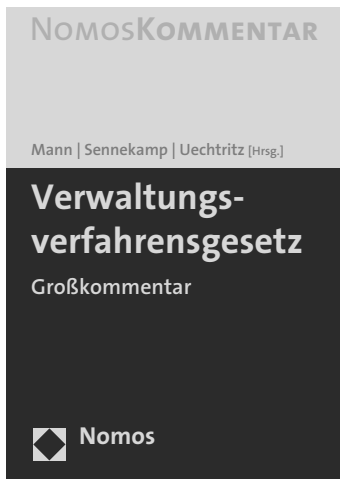 NOMOSKOMMENTAR
Mann | Sennekamp | Uechtritz [Hrsg.]
Verwaltungs-
verfahrensgesetz
Großkommentar
Nomos